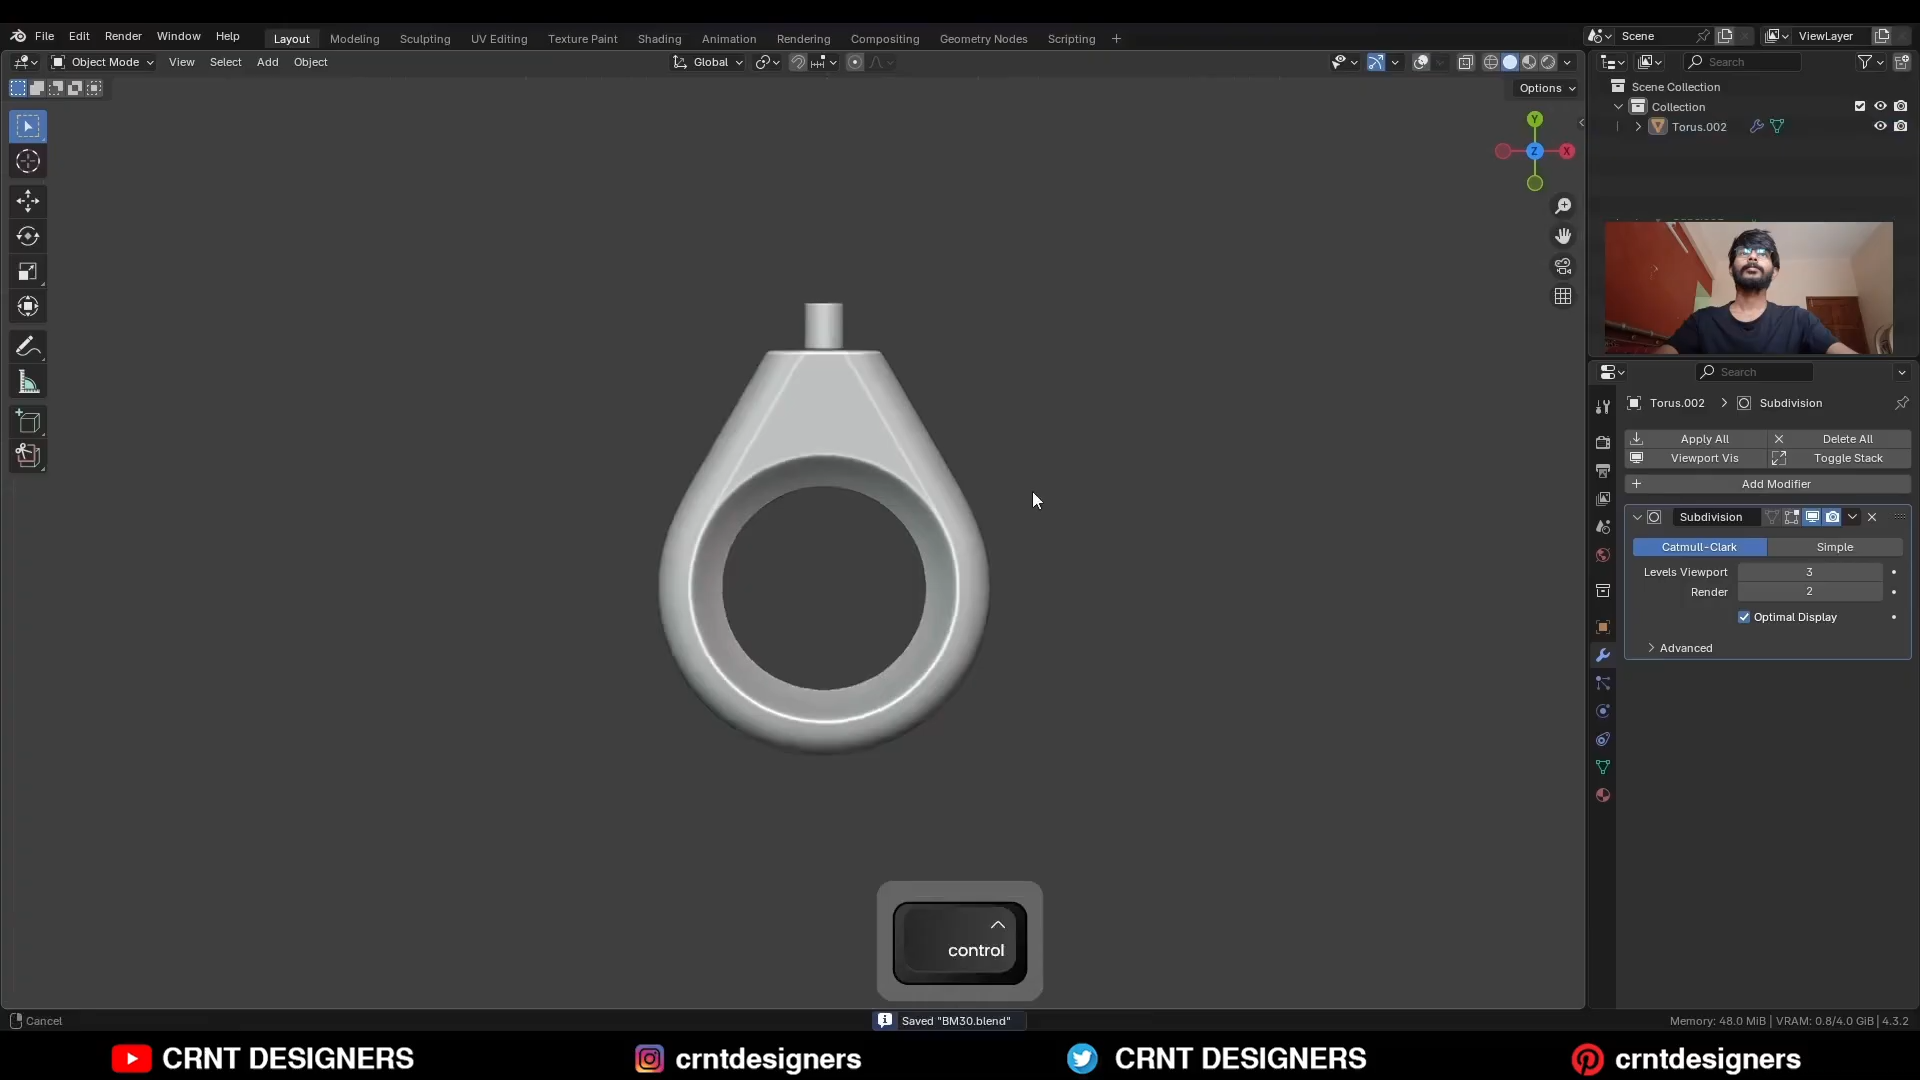 File Edit Render Window Help Layout Modeling Sculpting UV Editing Texture Paint Shading Animation Rendering Compositing Geometry Nodes Scripting + Scene ViewLayer
Object Mode View Select Add Object Global Search
Options
Scene Collection
Collection
Torus.002
Y
X
Z
Search
Torus.002 > Subdivision
Apply All Delete All
Viewport Vis Toggle Stack
Add Modifier
Subdivision
Catmull-Clark Simple
Levels Viewport 3
Render 2
Optimal Display
Advanced
control
Cancel Saved "BM30.blend" Memory: 48.0 MiB | VRAM: 0.8/4.0 GiB | 4.3.2
CRNT DESIGNERS crntdesigners CRNT DESIGNERS crntdesigners